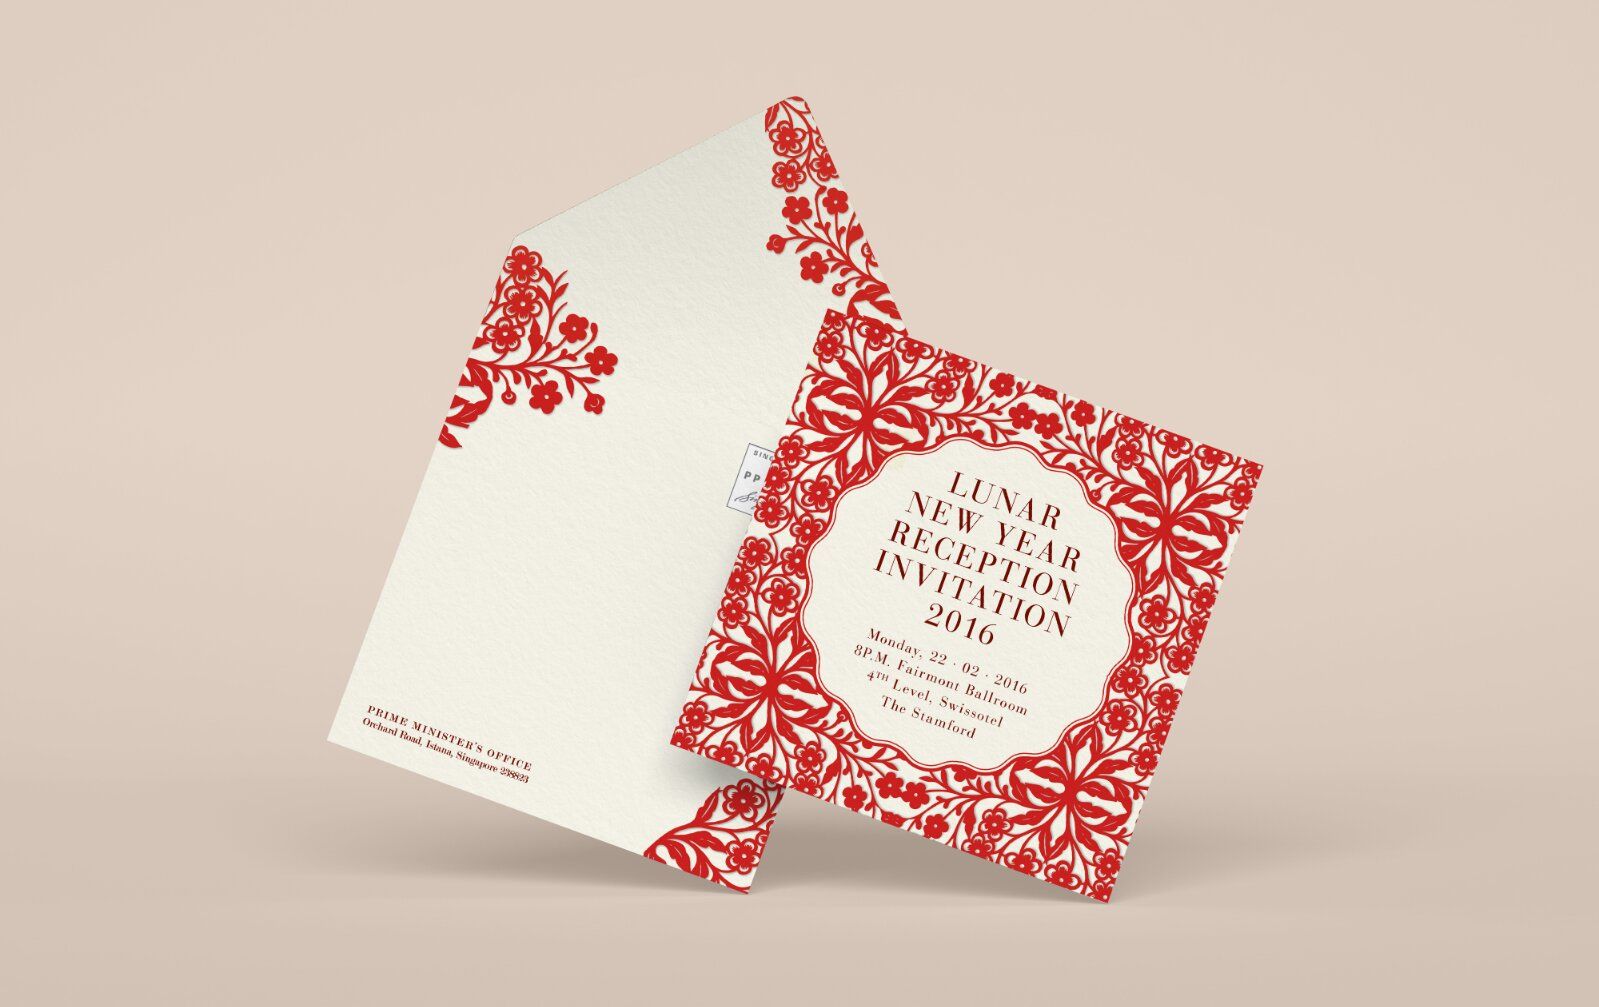 PRIME MINISTER'S OFFICE
Orchard Road, Istana, Singapore 238823
LUNAR
NEW YEAR
RECEPTION
INVITATION
2016
Monday, 22 · 02 · 2016
8P.M. Fairmont Ballroom
4TH Level, Swissotel
The Stamford